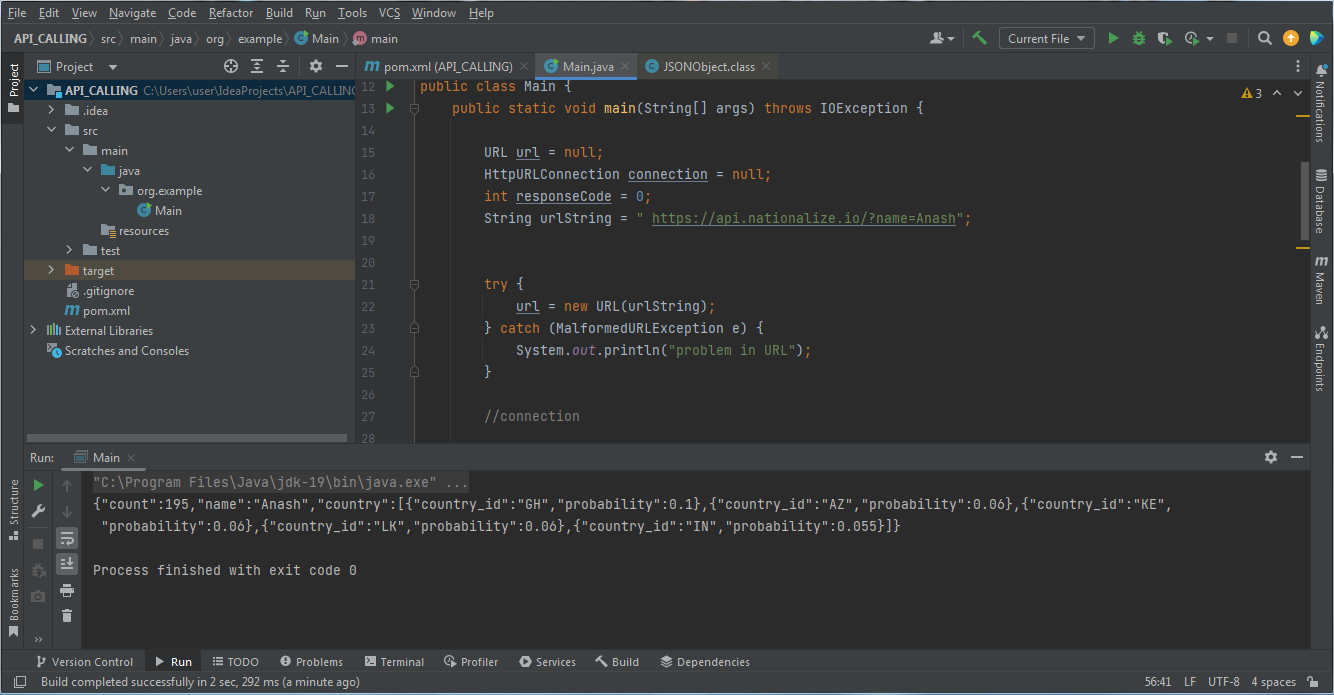 File Edit View Navigate Code Refactor Build Run Tools VCS Window Help
API_CALLING src main java org example Main main
Current File
Project
Project
pom.xml (API_CALLING)
Main.java
JSONObject.class
API_CALLING C:\Users\user\IdeaProjects\API_CALLING
.idea
src
main
java
org.example
Main
resources
test
target
.gitignore
pom.xml
External Libraries
Scratches and Consoles
12 public class Main {
13 public static void main(String[] args) throws IOException {
14
15 URL url = null;
16 HttpURLConnection connection = null;
17 int responseCode = 0;
18 String urlString = " https://api.nationalize.io/?name=Anash";
19
20
21 try {
22 url = new URL(urlString);
23 } catch (MalformedURLException e) {
24 System.out.println("problem in URL");
25 }
26
27 //connection
28
3
Notifications
Database
Maven
Endpoints
Run: Main
Structure
Bookmarks
"C:\Program Files\Java\jdk-19\bin\java.exe" ...
{"count":195,"name":"Anash","country":[{"country_id":"GH","probability":0.1},{"country_id":"AZ","probability":0.06},{"country_id":"KE",
"probability":0.06},{"country_id":"LK","probability":0.06},{"country_id":"IN","probability":0.055}]}
Process finished with exit code 0
Version Control Run TODO Problems Terminal Profiler Services Build Dependencies
Build completed successfully in 2 sec, 292 ms (a minute ago) 56:41 LF UTF-8 4 spaces